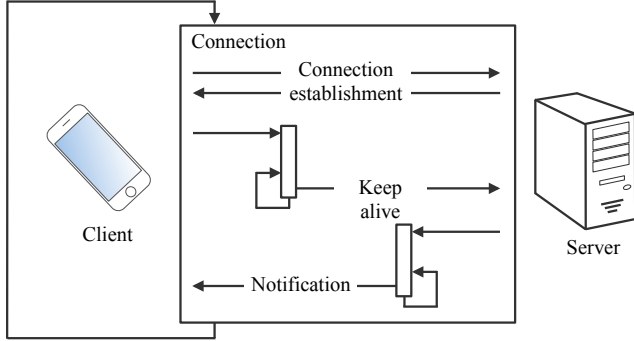 Connection
Connection
establishment
Keep
alive
Client
Server
Notification